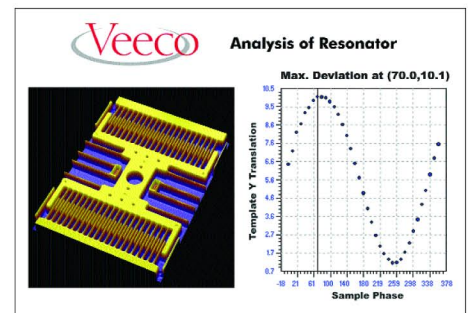 Veeco Analysis of Resonator
Max. Deviation at (70.0,10.1)
10.5
9.5
8.6
7.6
6.6
5.6
4.6
3.6
2.7
1.7
0.7
Template Y Translation
-18 21 61 100 140 180 219 259 298 338 378
Sample Phase